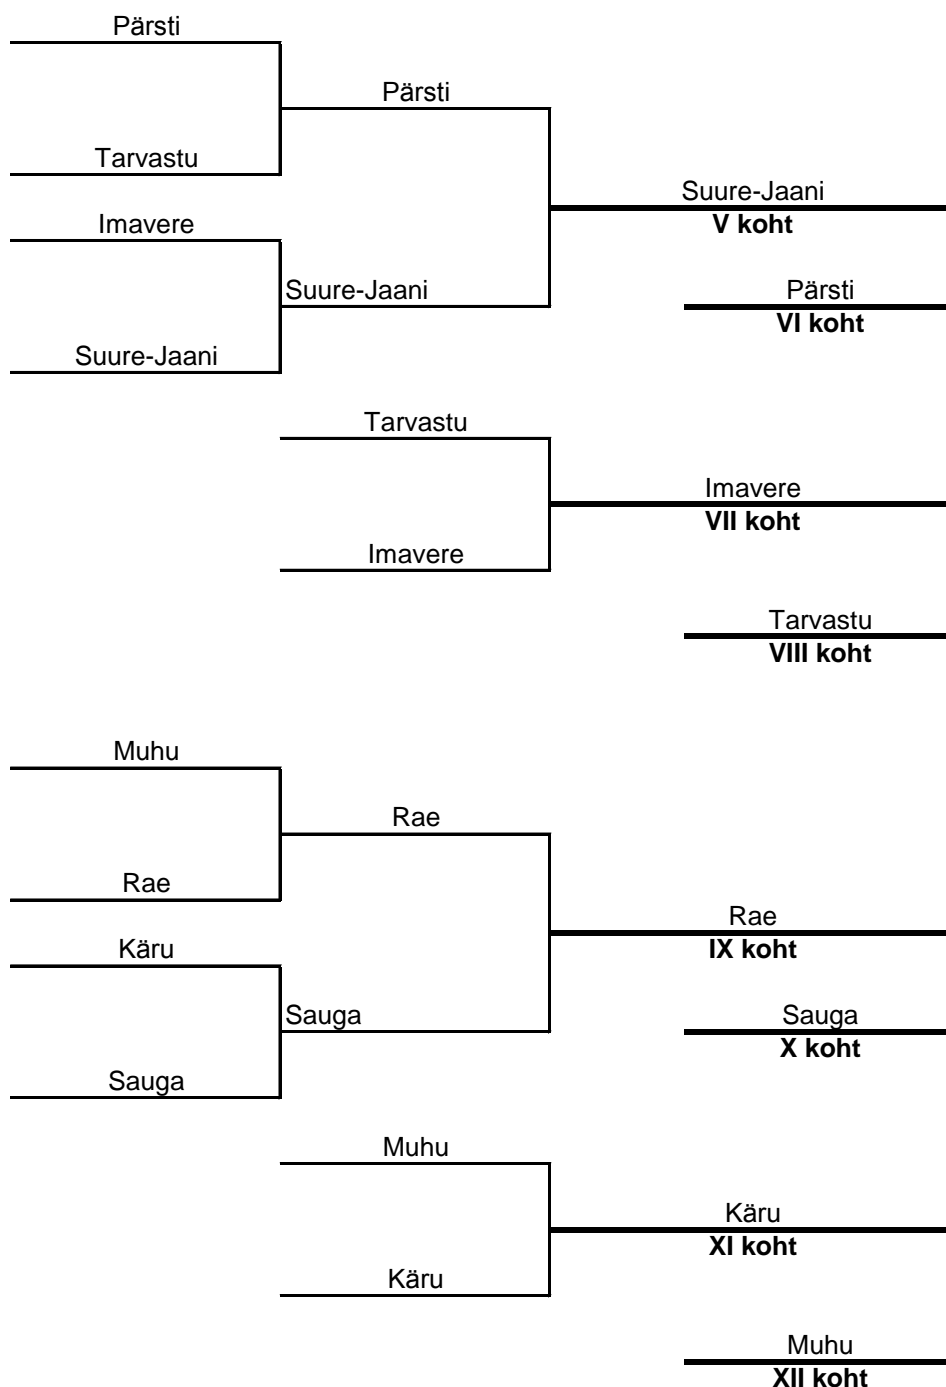 Pärsti
Pärsti
Tarvastu
Suure-Jaani
Imavere
V koht
Suure-Jaani
Pärsti
VI koht
Suure-Jaani
Tarvastu
Imavere
VII koht
Imavere
Tarvastu
VIII koht
Muhu
Rae
Rae
Rae
Käru
IX koht
Sauga
Sauga
X koht
Sauga
Muhu
Käru
XI koht
Käru
Muhu
XII koht